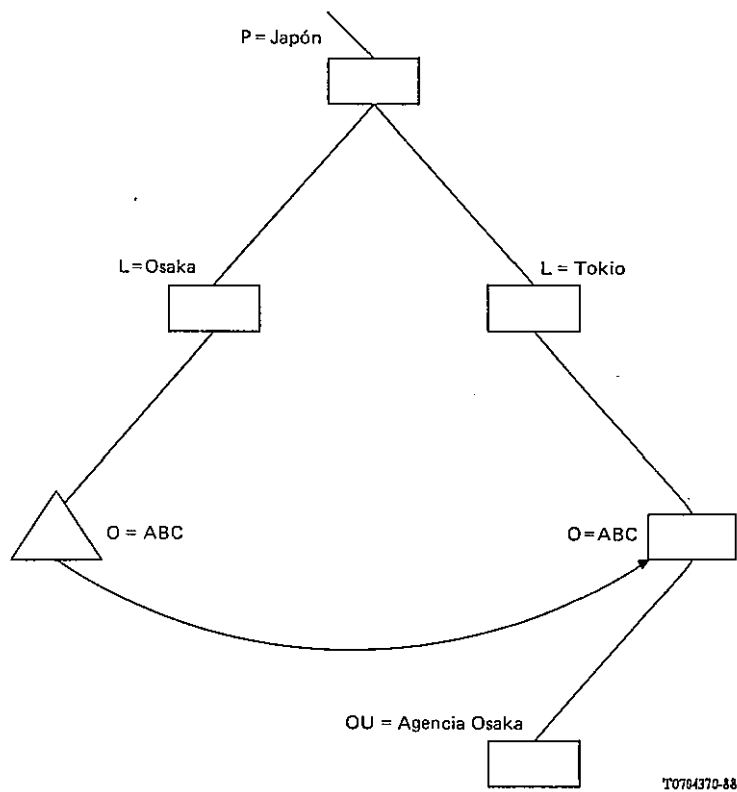 P = Japón
L = Osaka
L = Tokio
O = ABC
O = ABC
OU = Agencia Osaka
T0704370-88